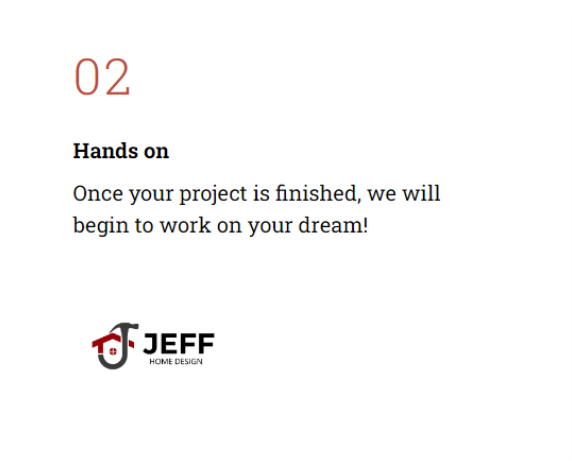 02
Hands on
Once your project is finished, we will
begin to work on your dream!
JEFF
HOME DESIGN